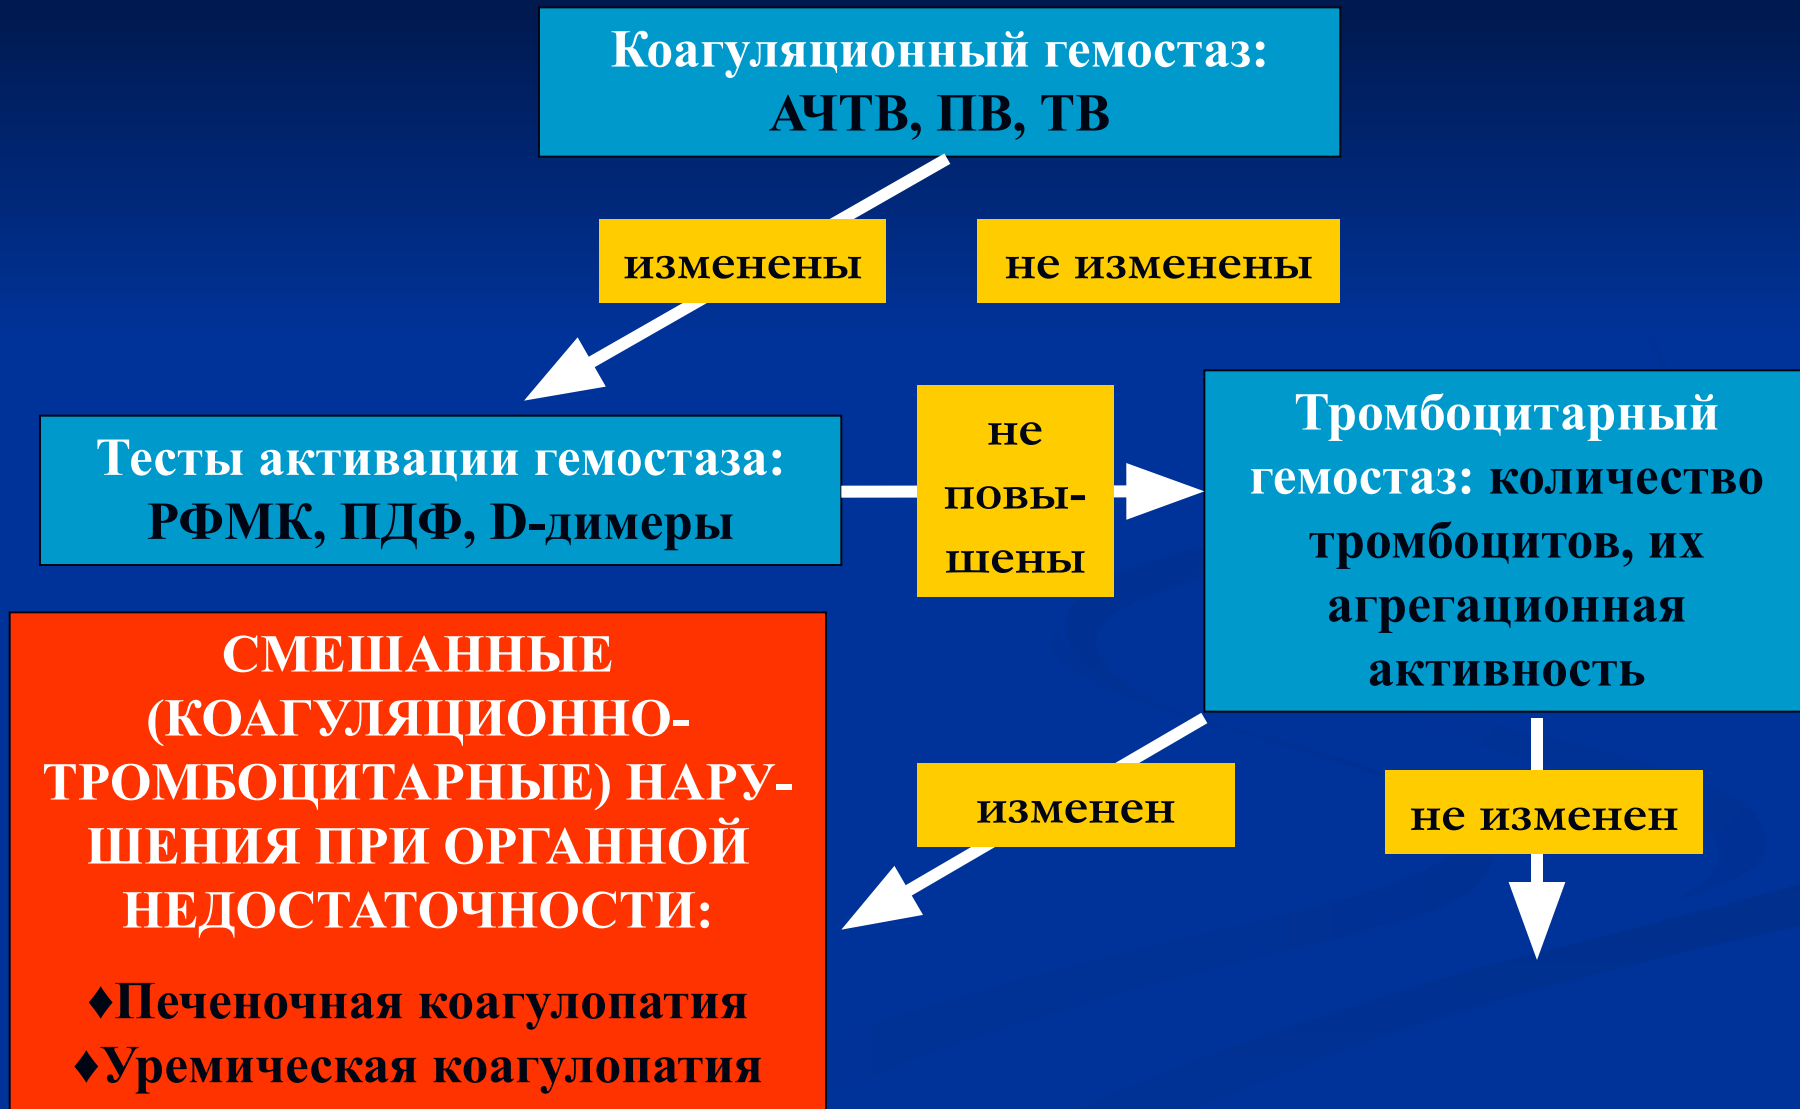 Коагуляционный гемостаз:
АЧТВ, ПВ, ТВ
изменены
не изменены
Тесты активации гемостаза:
РФМК, ПДФ, D-димеры
не
повы-
шены
Тромбоцитарный
гемостаз: количество
тромбоцитов, их
агрегационная
активность
изменен
не изменен
СМЕШАННЫЕ
(КОАГУЛЯЦИОННО-
ТРОМБОЦИТАРНЫЕ) НАРУ-
ШЕНИЯ ПРИ ОРГАННОЙ
НЕДОСТАТОЧНОСТИ:
♦Печеночная коагулопатия
♦Уремическая коагулопатия